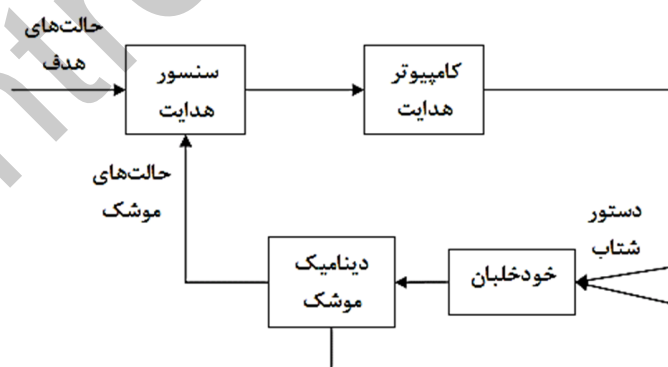 حالت‌های
هدف
سنسور
هدایت
کامپیوتر
هدایت
حالت‌های
موشک
دستور
شتاب
خودخلبان
دینامیک
موشک